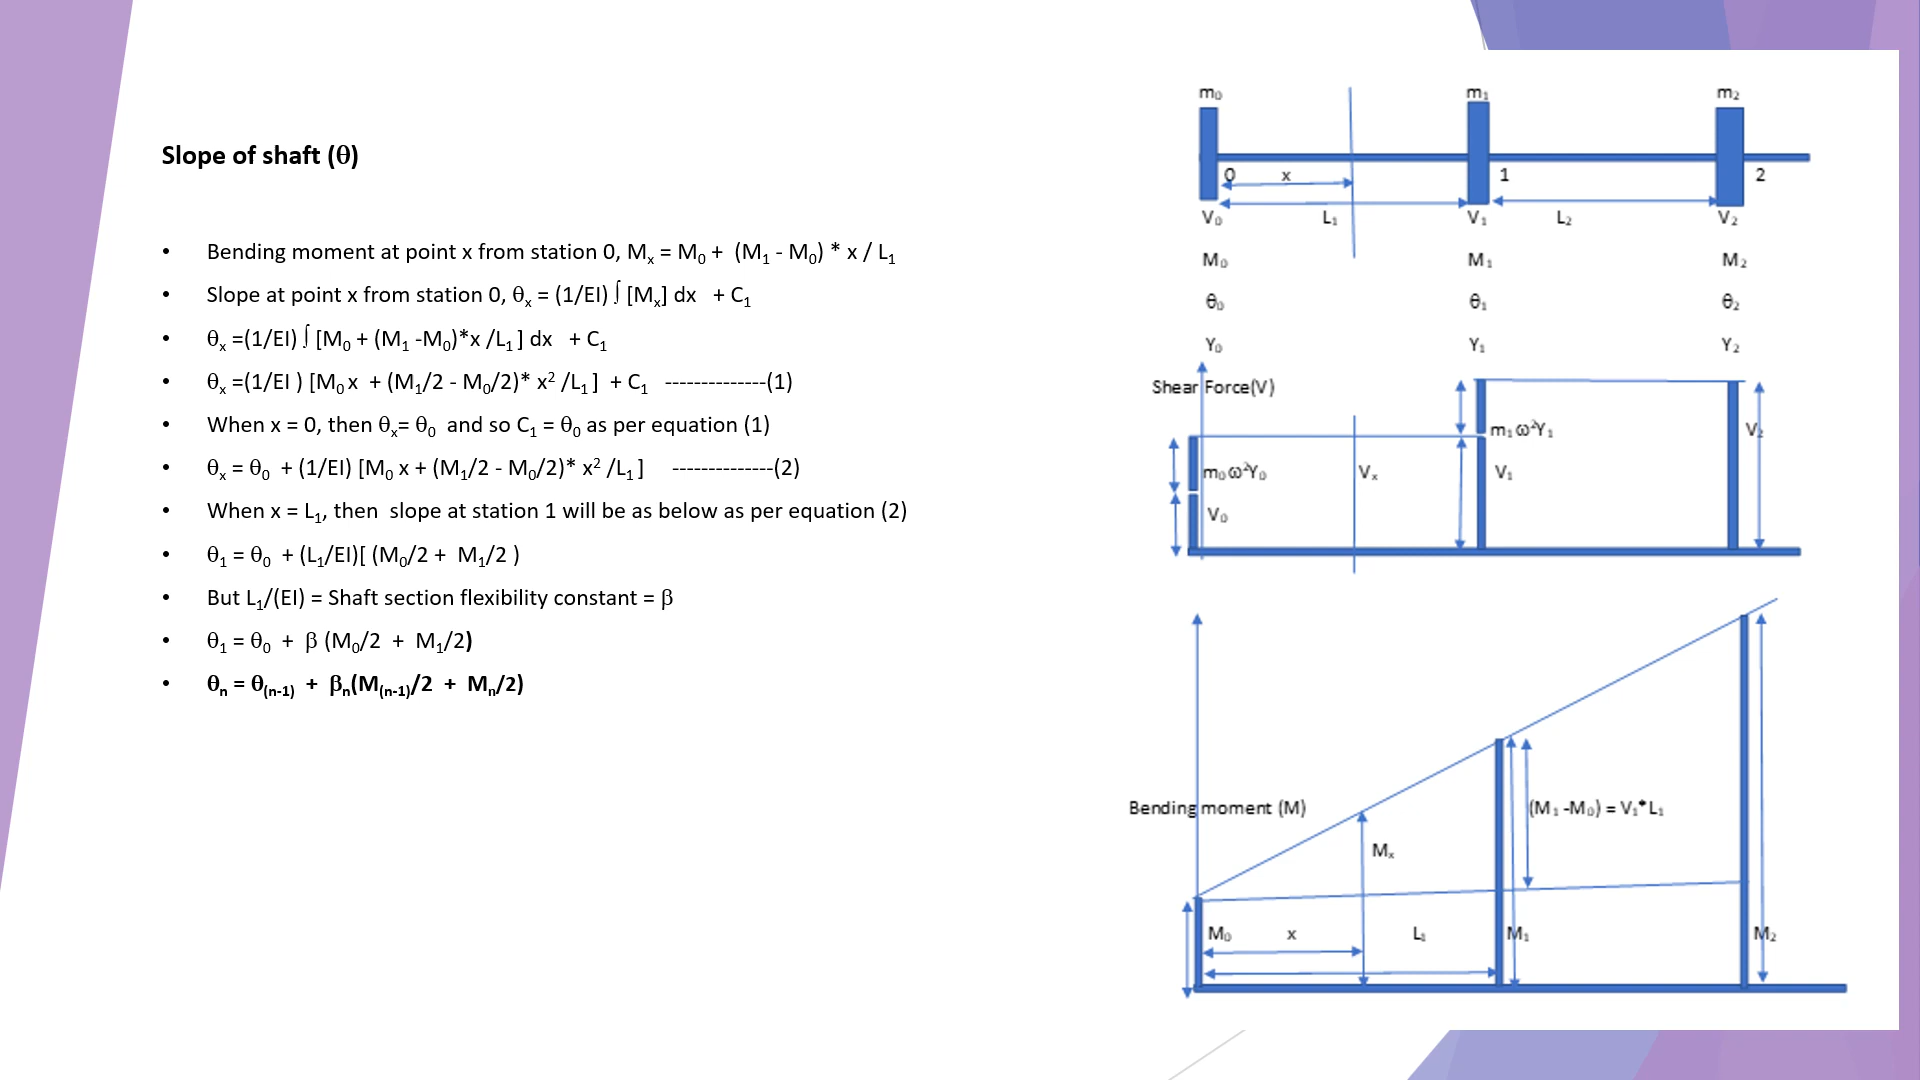 Slope of shaft (θ)
• Bending moment at point x from station 0, Mₓ = M₀ + (M₁ - M₀) * x / L₁
• Slope at point x from station 0, θₓ = (1/EI) ∫ [Mₓ] dx + C₁
• θₓ =(1/EI) ∫ [M₀ + (M₁ -M₀)*x /L₁ ] dx + C₁
• θₓ =(1/EI ) [M₀ x + (M₁/2 - M₀/2)* x² /L₁ ] + C₁ --------------(1)
• When x = 0, then θₓ= θ₀ and so C₁ = θ₀ as per equation (1)
• θₓ = θ₀ + (1/EI) [M₀ x + (M₁/2 - M₀/2)* x² /L₁ ] --------------(2)
• When x = L₁, then slope at station 1 will be as below as per equation (2)
• θ₁ = θ₀ + (L₁/EI)[ (M₀/2 + M₁/2 )
• But L₁/(EI) = Shaft section flexibility constant = β
• θ₁ = θ₀ + β (M₀/2 + M₁/2)
• θₙ = θ₍ₙ₋₁₎ + βₙ(M₍ₙ₋₁₎/2 + Mₙ/2)
m₀ m₁ m₂
0 x 1 2
V₀ L₁ V₁ L₂ V₂
M₀ M₁ M₂
θ₀ θ₁ θ₂
Y₀ Y₁ Y₂
Shear Force(V)
m₁ω²Y₁ V₂
m₀ω²Y₀ Vₓ V₁
V₀
Bending moment (M) (M₁ -M₀) = V₁*L₁
Mₓ
M₀ x L₁ M₁ M₂